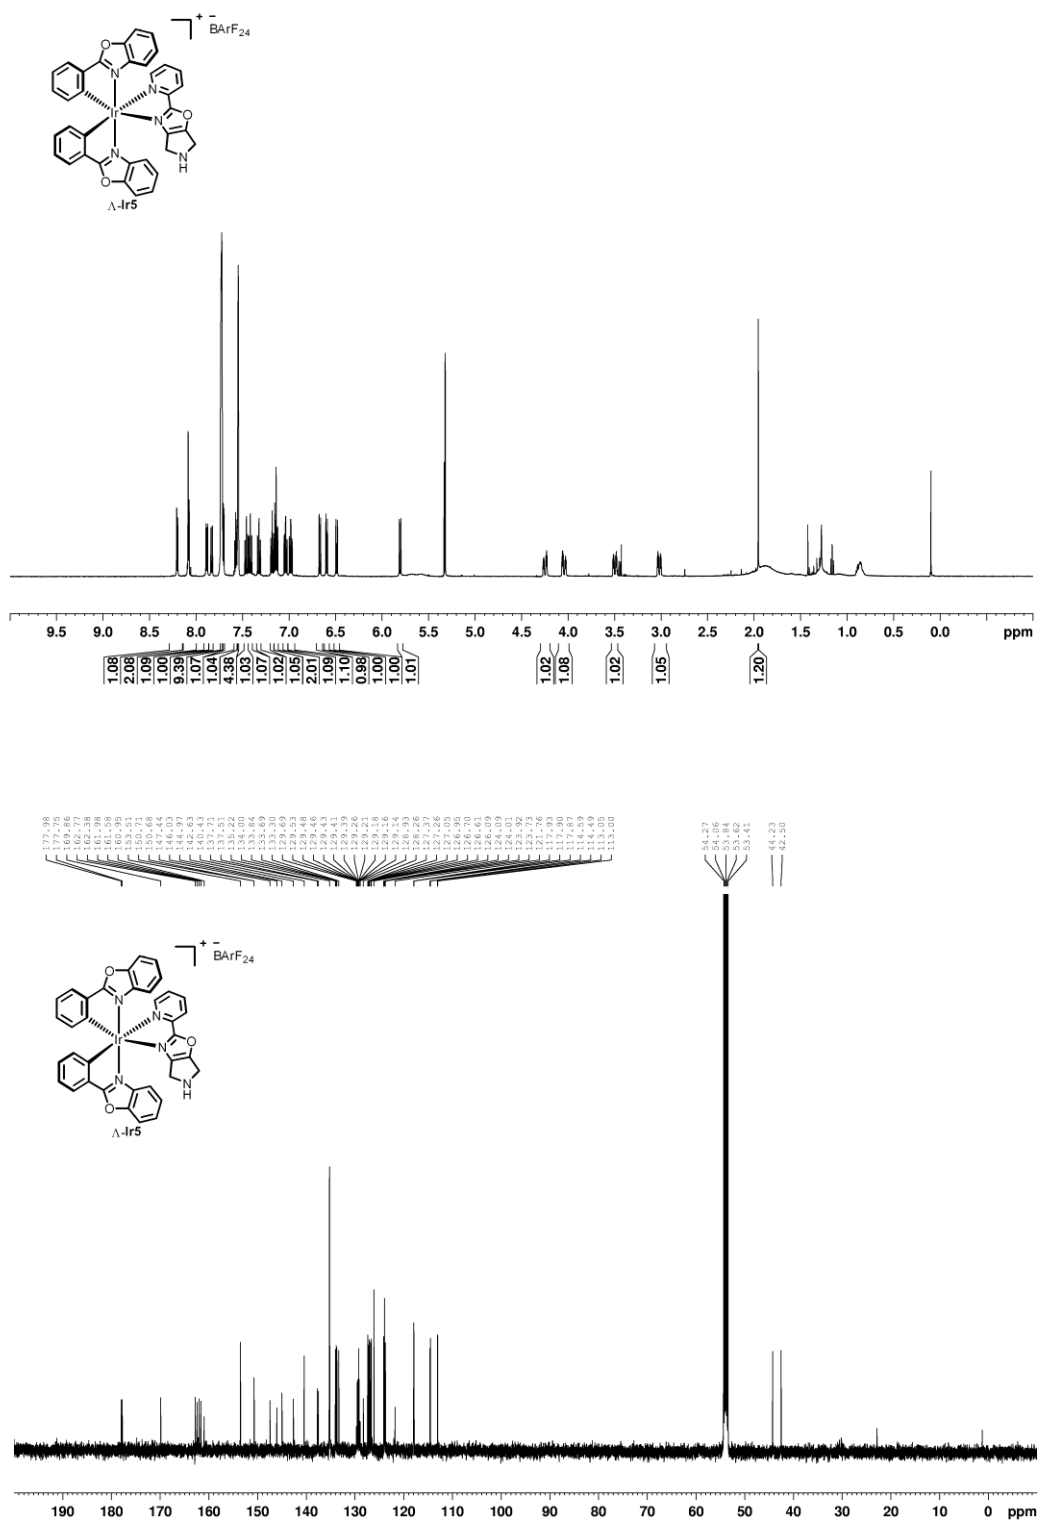 + −
BArF24
O
N
N
Ir
O
N
N
N
H
O
Λ-Ir5
9.5 9.0 8.5 8.0 7.5 7.0 6.5 6.0 5.5 5.0 4.5 4.0 3.5 3.0 2.5 2.0 1.5 1.0 0.5 0.0 ppm
1.08 2.08 1.09 1.00 9.39 1.07 1.04 4.38 1.03 1.07 1.02 1.05 2.01 1.09 1.10 0.98 1.00 1.00 1.01 1.02 1.08 1.02 1.05 1.20
177.98 177.75 169.86 162.77 162.38 161.98 161.58 160.95 153.51 150.71 150.68 147.44 146.03 144.97 142.63 140.43 137.71 137.51 135.22 134.00 133.84 133.69 133.30 129.69 129.53 129.48 129.46 129.43 129.41 129.39 129.26 129.21 129.18 129.16 129.13 128.93 128.26 127.37 127.26 127.05 126.95 126.70 126.61 126.09 124.09 124.01 123.92 123.73 121.76 117.93 117.90 117.87 114.59 114.49 113.05 113.00 54.27 54.06 53.84 53.62 53.41 44.23 42.50
+ −
BArF24
O
N
N
Ir
O
N
N
N
H
O
Λ-Ir5
190 180 170 160 150 140 130 120 110 100 90 80 70 60 50 40 30 20 10 0 ppm